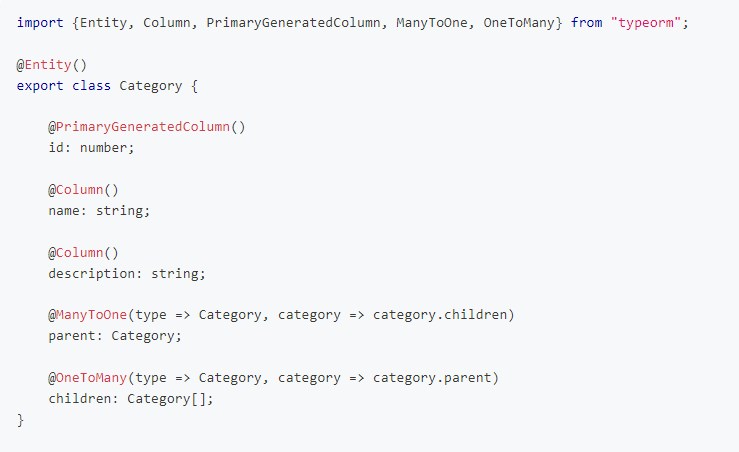 import {Entity, Column, PrimaryGeneratedColumn, ManyToOne, OneToMany} from "typeorm";
@Entity()
export class Category {
@PrimaryGeneratedColumn()
id: number;
@Column()
name: string;
@Column()
description: string;
@ManyToOne(type => Category, category => category.children)
parent: Category;
@OneToMany(type => Category, category => category.parent)
children: Category[];
}